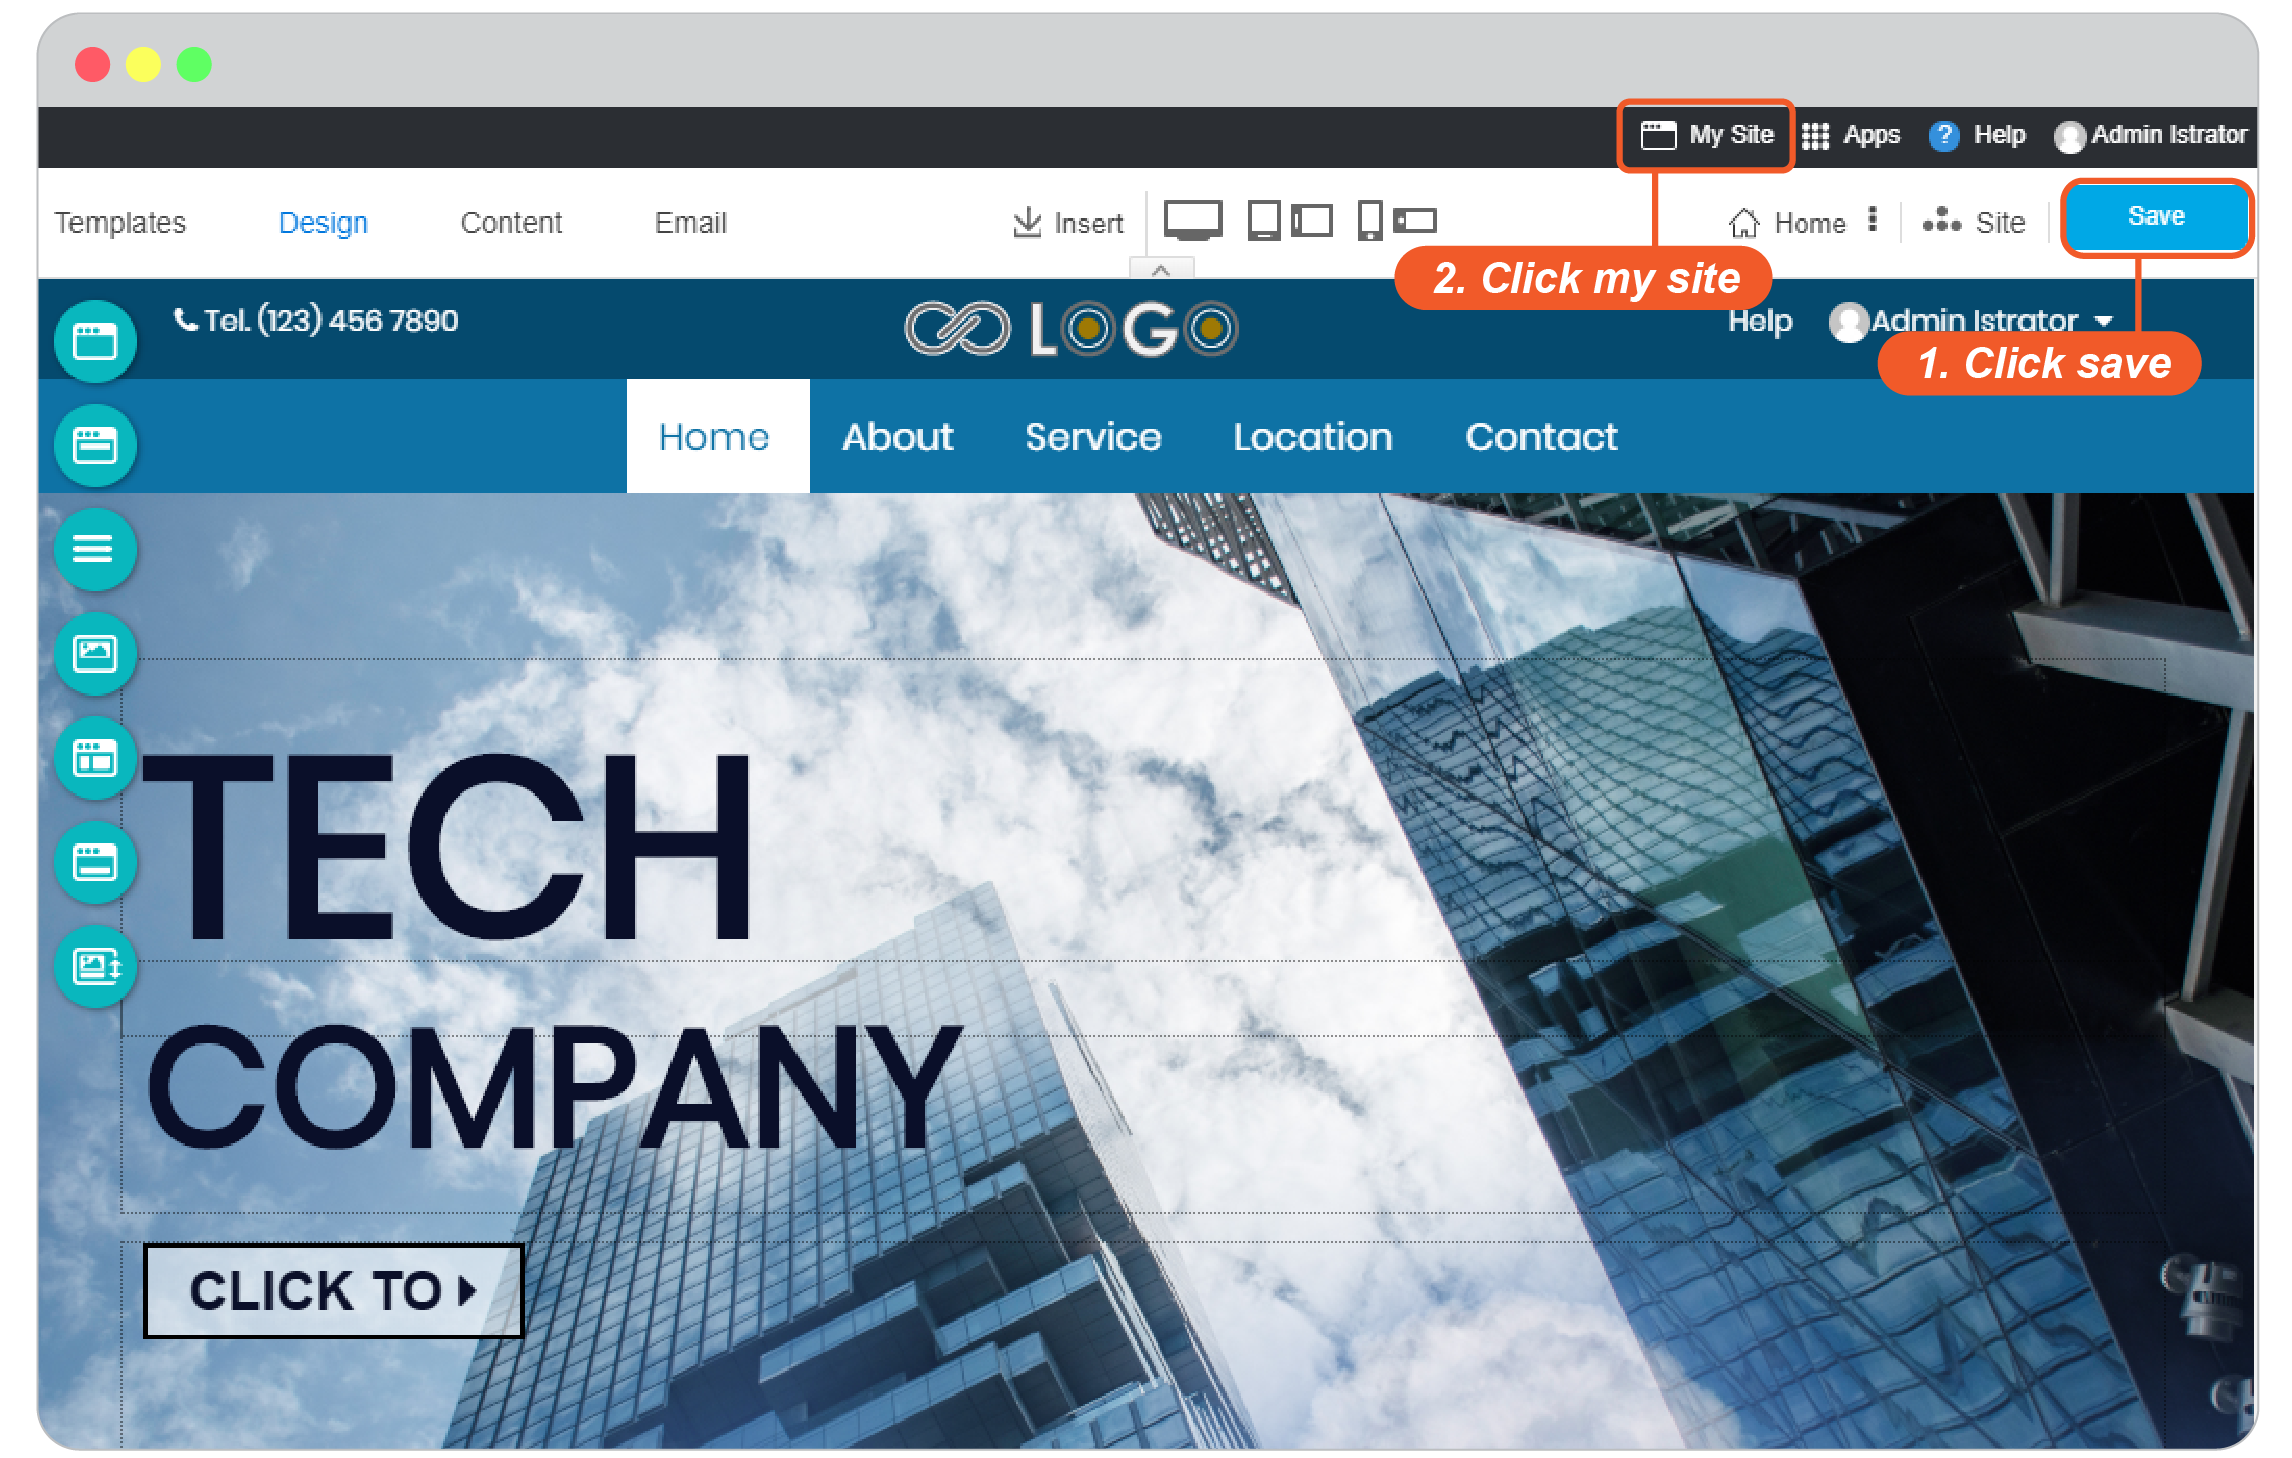 My Site Apps ? Help Admin Istrator
Templates Design Content Email Insert Home Site Save
2. Click my site
Tel. (123) 456 7890 LOGO Help Admin Istrator
1. Click save
Home About Service Location Contact
TECH
COMPANY
CLICK TO